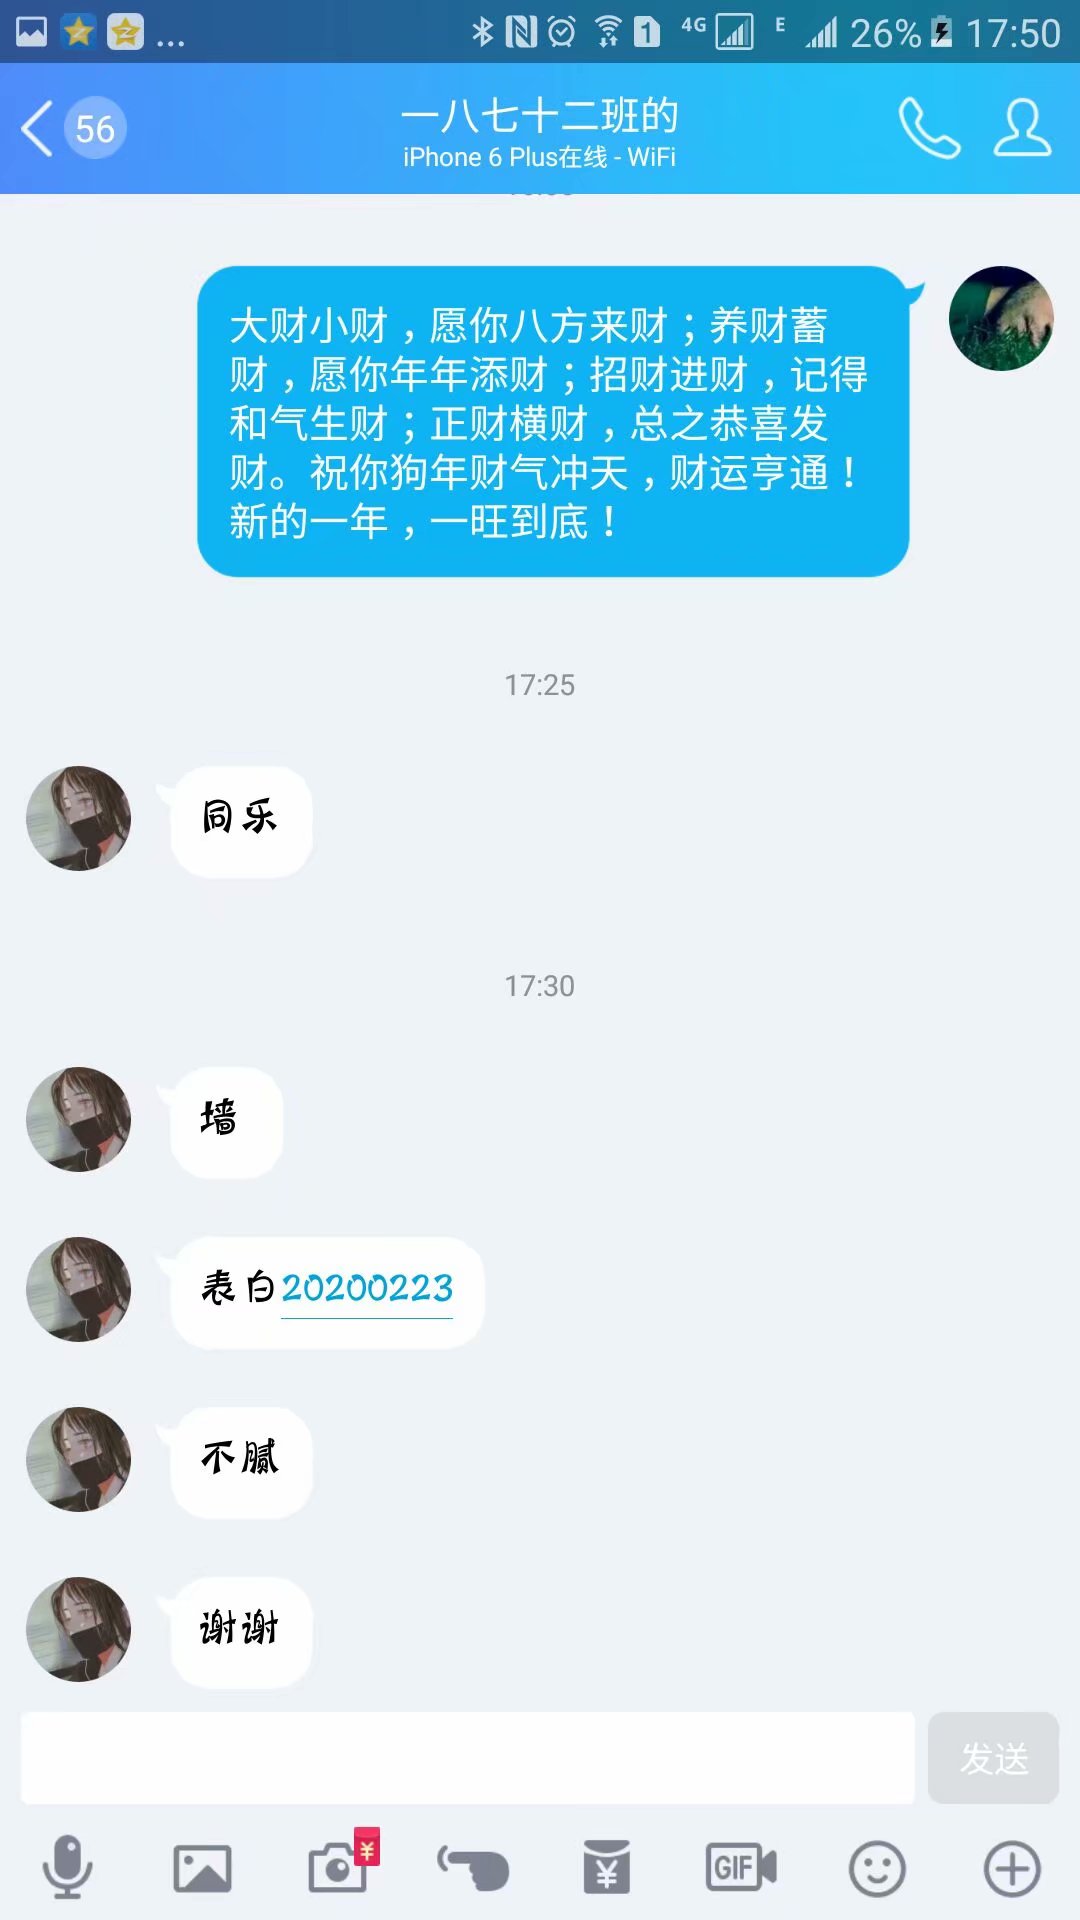 ... 1 4G E 26% 17:50
56
一八七十二班的
iPhone 6 Plus在线 - WiFi
大财小财，愿你八方来财；养财蓄
财，愿你年年添财；招财进财，记得
和气生财；正财横财，总之恭喜发
财。祝你狗年财气冲天，财运亨通！
新的一年，一旺到底！
17:25
同乐
17:30
墙
表白20200223
不腻
谢谢
发送
¥
¥
GIF